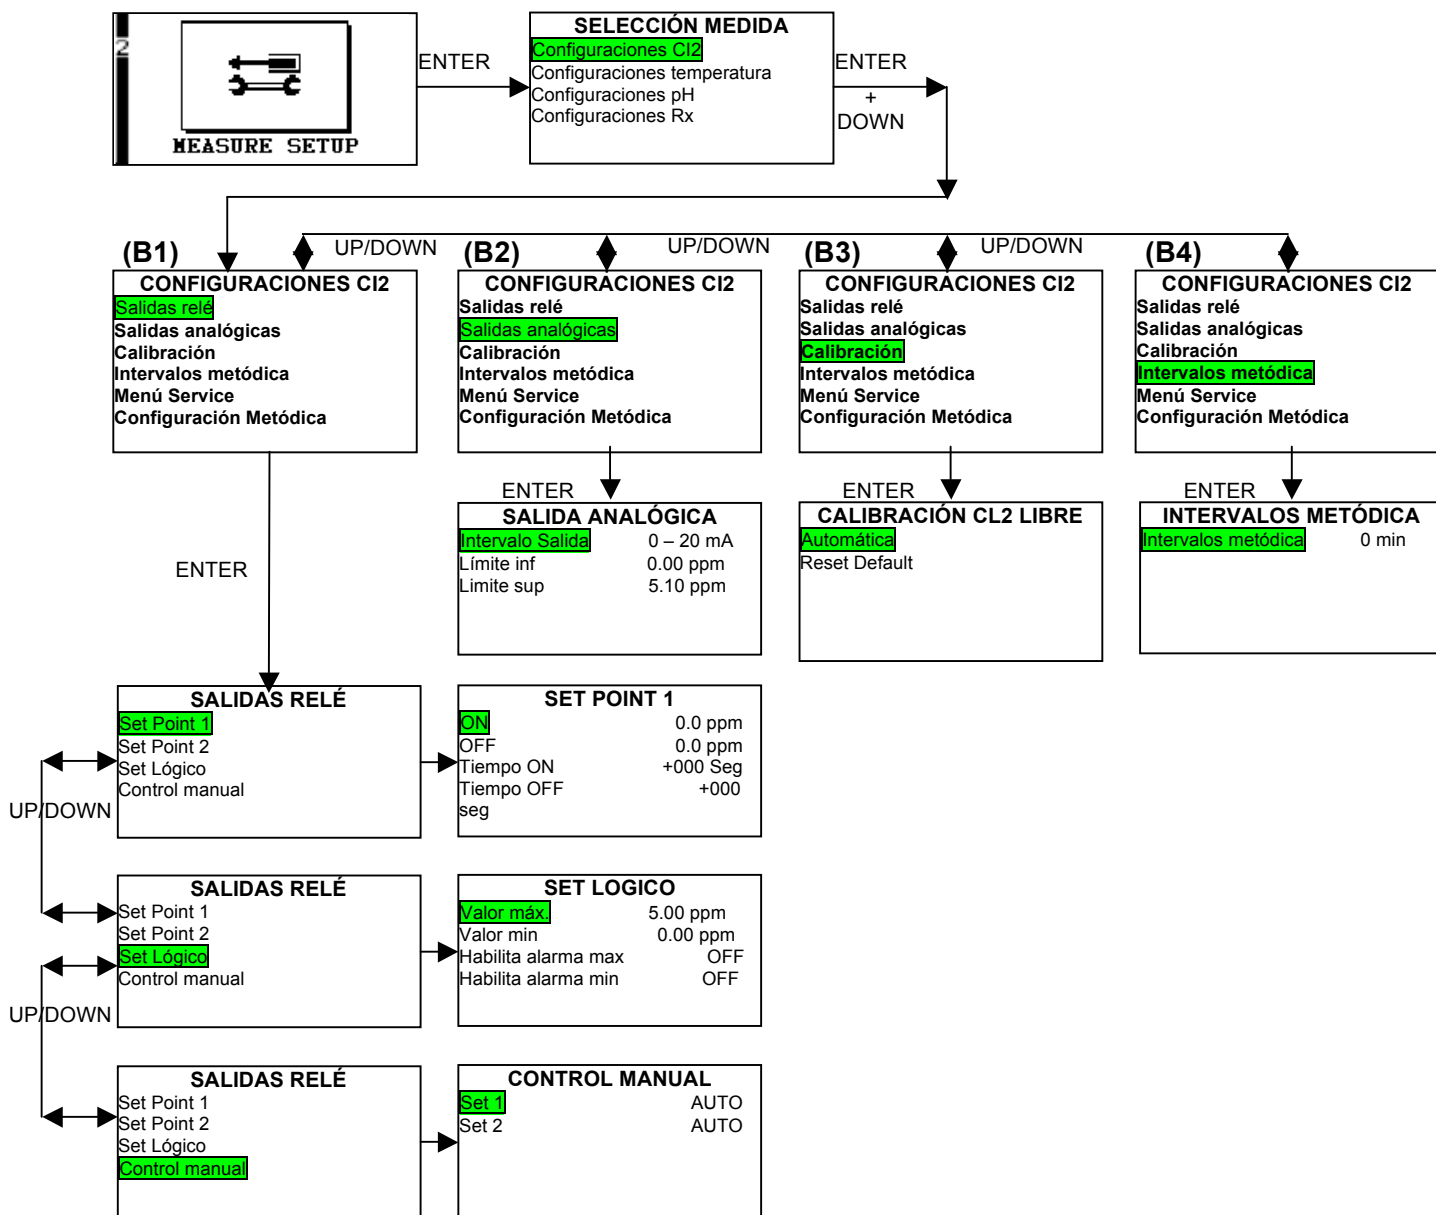 2
MEASURE SETUP
ENTER
SELECCIÓN MEDIDA
Configuraciones Cl2
Configuraciones temperatura
Configuraciones pH
Configuraciones Rx
ENTER
+
DOWN
(B1)
UP/DOWN
(B2)
UP/DOWN
(B3)
UP/DOWN
(B4)
CONFIGURACIONES Cl2
Salidas relé
Salidas analógicas
Calibración
Intervalos metódica
Menú Service
Configuración Metódica
CONFIGURACIONES Cl2
Salidas relé
Salidas analógicas
Calibración
Intervalos metódica
Menú Service
Configuración Metódica
CONFIGURACIONES Cl2
Salidas relé
Salidas analógicas
Calibración
Intervalos metódica
Menú Service
Configuración Metódica
CONFIGURACIONES Cl2
Salidas relé
Salidas analógicas
Calibración
Intervalos metódica
Menú Service
Configuración Metódica
ENTER
ENTER
ENTER
ENTER
SALIDA ANALÓGICA
Intervalo Salida 0 – 20 mA
Límite inf 0.00 ppm
Limite sup 5.10 ppm
CALIBRACIÓN CL2 LIBRE
Automática
Reset Default
INTERVALOS METÓDICA
Intervalos metódica 0 min
SALIDAS RELÉ
Set Point 1
Set Point 2
Set Lógico
Control manual
SET POINT 1
ON 0.0 ppm
OFF 0.0 ppm
Tiempo ON +000 Seg
Tiempo OFF +000
seg
UP/DOWN
SALIDAS RELÉ
Set Point 1
Set Point 2
Set Lógico
Control manual
SET LOGICO
Valor máx. 5.00 ppm
Valor min 0.00 ppm
Habilita alarma max OFF
Habilita alarma min OFF
UP/DOWN
SALIDAS RELÉ
Set Point 1
Set Point 2
Set Lógico
Control manual
CONTROL MANUAL
Set 1 AUTO
Set 2 AUTO